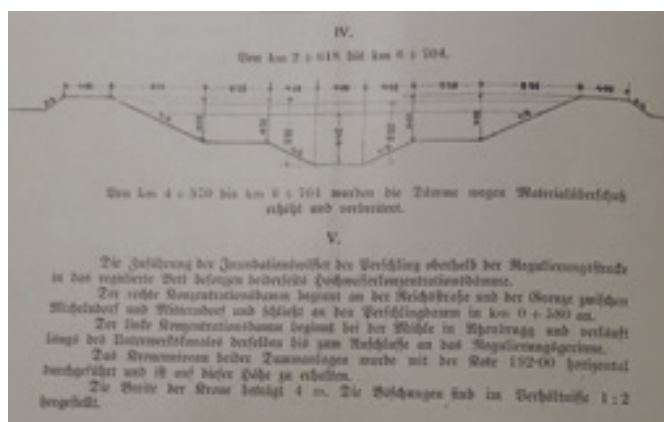 IV.
Von km 2 + 618 bis km 6 + 704.
Von km 4 + 570 bis km 6 + 704 wurden die Dämme wegen Materialüberschuß
erhöht und verbreitert.
V.
Die Zuführung der Inundationswässer der Perschling oberhalb der Regulierungsstrecke
in das regulierte Bett besorgen beiderseits Hochwasserkonzentrationsdämme.
Der rechte Konzentrationsdamm beginnt an der Reichsstraße und der Grenze zwischen
Michelndorf und Mitterndorf und schließt an den Perschlingdamm in km 0 + 580 an.
Der linke Konzentrationsdamm beginnt bei der Mühle in Atzenbrugg und verläuft
längs des Unterwerkskanales derselben bis zum Anschlusse an das Regulierungsgerinne.
Das Kronenniveau beider Dammanlagen wurde mit der Kote 192·00 horizontal
durchgeführt und ist auf dieser Höhe zu erhalten.
Die Breite der Krone beträgt 4 m. Die Böschungen sind im Verhältnisse 1 : 2
hergestellt.